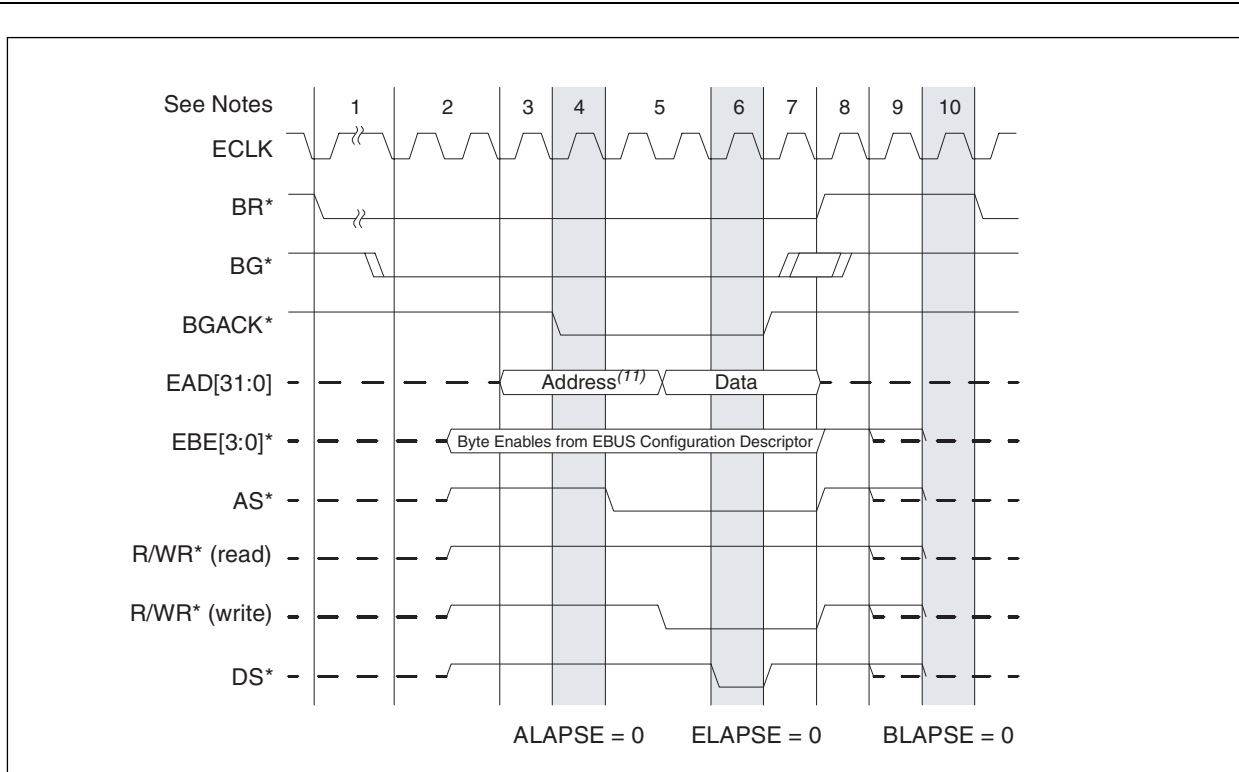 See Notes 1 2 3 4 5 6 7 8 9 10
ECLK
BR*
BG*
BGACK*
EAD[31:0] Address(11) Data
EBE[3:0]* Byte Enables from EBUS Configuration Descriptor
AS*
R/WR* (read)
R/WR* (write)
DS*
ALAPSE = 0 ELAPSE = 0 BLAPSE = 0